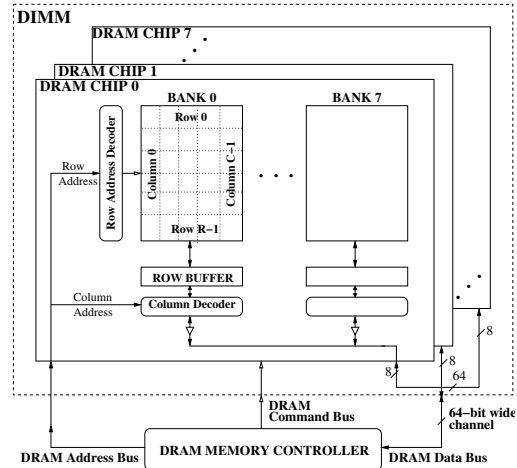 DIMM
DRAM CHIP 7
DRAM CHIP 1
DRAM CHIP 0
BANK 0
BANK 7
Row 0
Row Address Decoder
Column 0
Column C−1
Row
Address
Row R−1
ROW BUFFER
Column
Address
Column Decoder
8
8
8
64
DRAM
Command Bus
64−bit wide
channel
DRAM MEMORY CONTROLLER
DRAM Address Bus
DRAM Data Bus